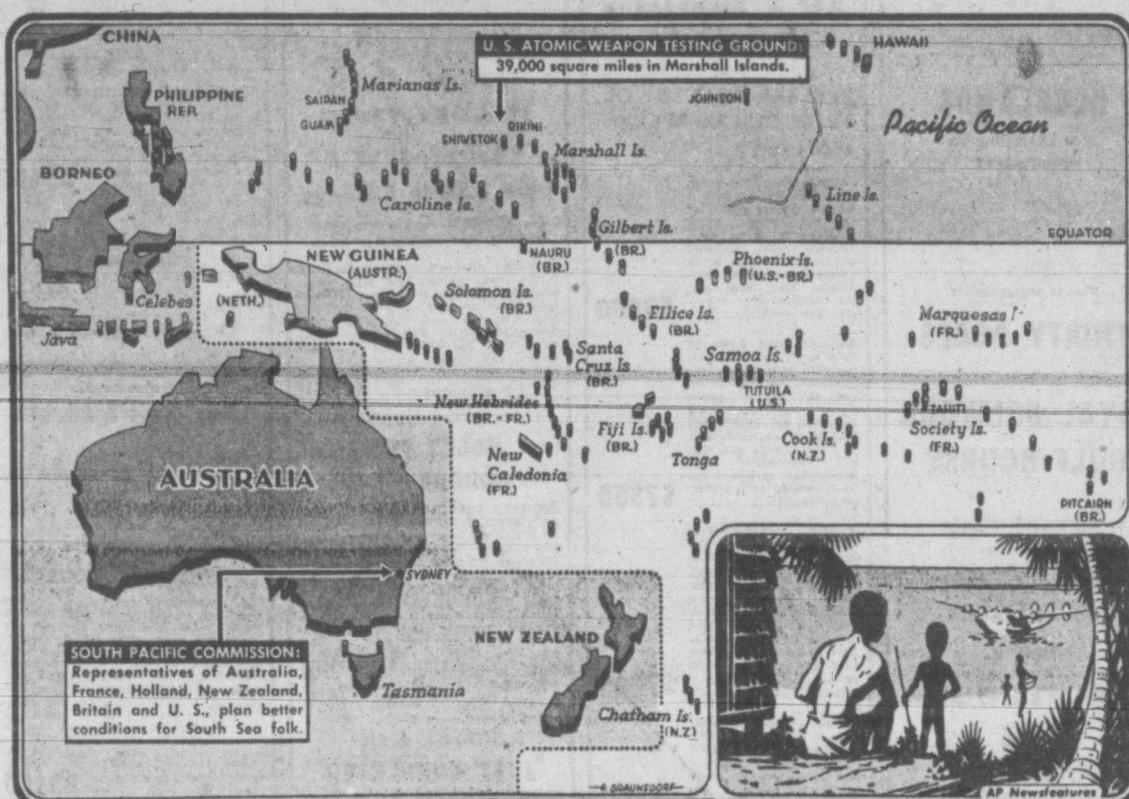 CHINA
U. S. ATOMIC-WEAPON TESTING GROUND:
39,000 square miles in Marshall Islands.
HAWAII
PHILIPPINE
REP.
SAIPAN
GUAM
Marianas Is.
JOHNSON
Pacific Ocean
ENIWETOK
BIKINI
Marshall Is.
BORNEO
Caroline Is.
Line Is.
Gilbert Is.
(BR.)
EQUATOR
NEW GUINEA
(AUSTR.)
NAURU
(BR.)
Phoenix Is.
(U.S.-BR.)
Celebes
(NETH.)
Solomon Is.
(BR.)
Ellice Is.
(BR.)
Marquesas I
(FR.)
Java
Santa
Cruz Is
(BR.)
Samoa Is.
TUTUILA
(U.S.)
New Hebrides
(BR.-FR.)
Fiji Is.
(BR.)
Tonga
Cook Is.
(N.Z.)
TAHITI
Society Is.
(FR.)
AUSTRALIA
New
Caledonia
(FR.)
PITCAIRN
(BR.)
SYDNEY
NEW ZEALAND
SOUTH PACIFIC COMMISSION:
Representatives of Australia,
France, Holland, New Zealand,
Britain and U. S., plan better
conditions for South Sea folk.
Tasmania
Chatham Is.
(N.Z)
BRAUNSDORF
AP Newsfeatures